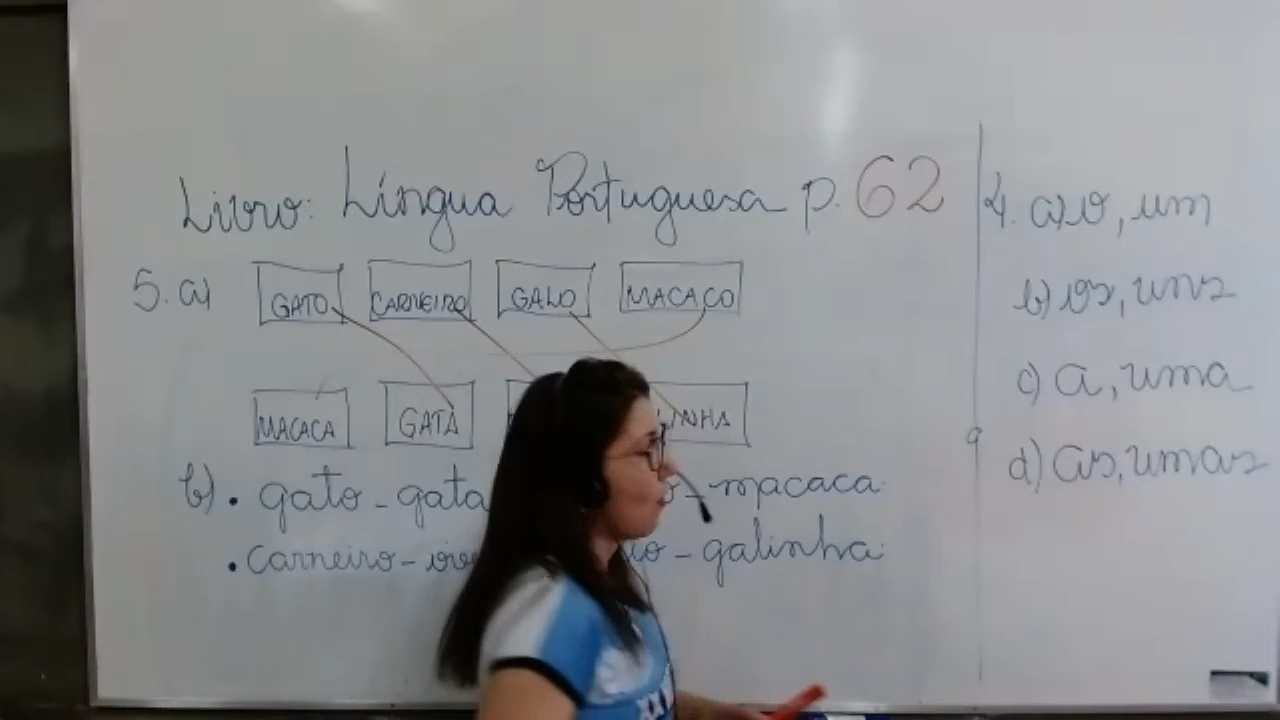 Livro: Língua Portuguesa p. 62
5. a) GATO CARNEIRO GALO MACACO
MACACA GATA
b) • gato - gata - macaca
• carneiro - - galinha
4. a) o, um
b) os, uns
c) a, uma
d) as, umas